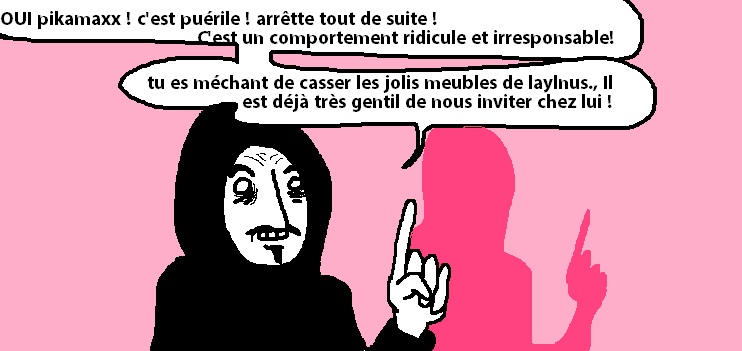 OUI pikamaxx ! c'est puérile ! arrêtte tout de suite !
C'est un comportement ridicule et irresponsable!
tu es méchant de casser les jolis meubles de laylnus., Il
est déjà très gentil de nous inviter chez lui !